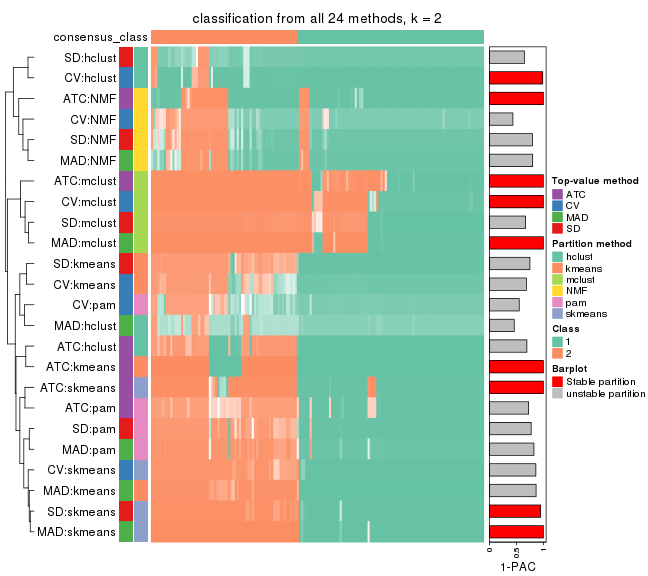 classification from all 24 methods, k = 2
consensus_class
SD:hclust
CV:hclust
ATC:NMF
CV:NMF
SD:NMF
MAD:NMF
ATC:mclust
CV:mclust
SD:mclust
MAD:mclust
SD:kmeans
CV:kmeans
CV:pam
MAD:hclust
ATC:hclust
ATC:kmeans
ATC:skmeans
ATC:pam
SD:pam
MAD:pam
CV:skmeans
MAD:kmeans
SD:skmeans
MAD:skmeans
0
0.5
1
1-PAC
Top-value method
ATC
CV
MAD
SD
Partition method
hclust
kmeans
mclust
NMF
pam
skmeans
Class
1
2
Barplot
Stable partition
unstable partition